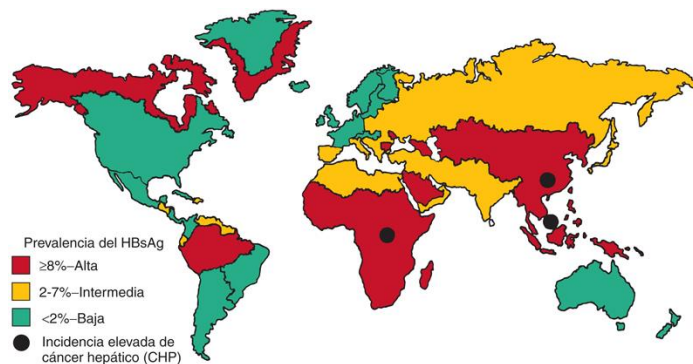 Prevalencia del HBsAg
≥8%–Alta
2-7%–Intermedia
<2%–Baja
Incidencia elevada de
cáncer hepático (CHP)